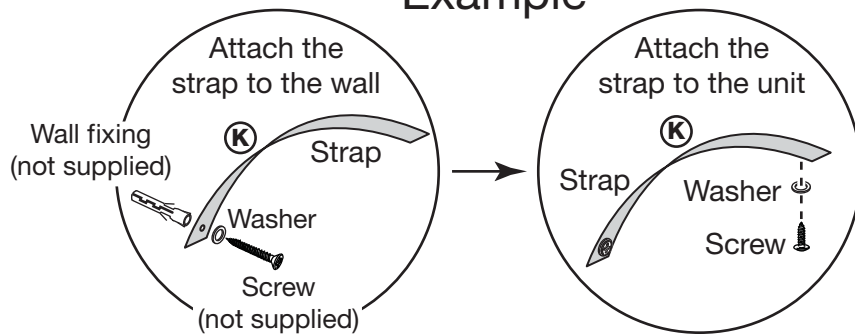 Example
Attach the
strap to the wall
Wall fixing
(not supplied)
K
Strap
Washer
Screw
(not supplied)
Attach the
strap to the unit
K
Strap
Washer
Screw